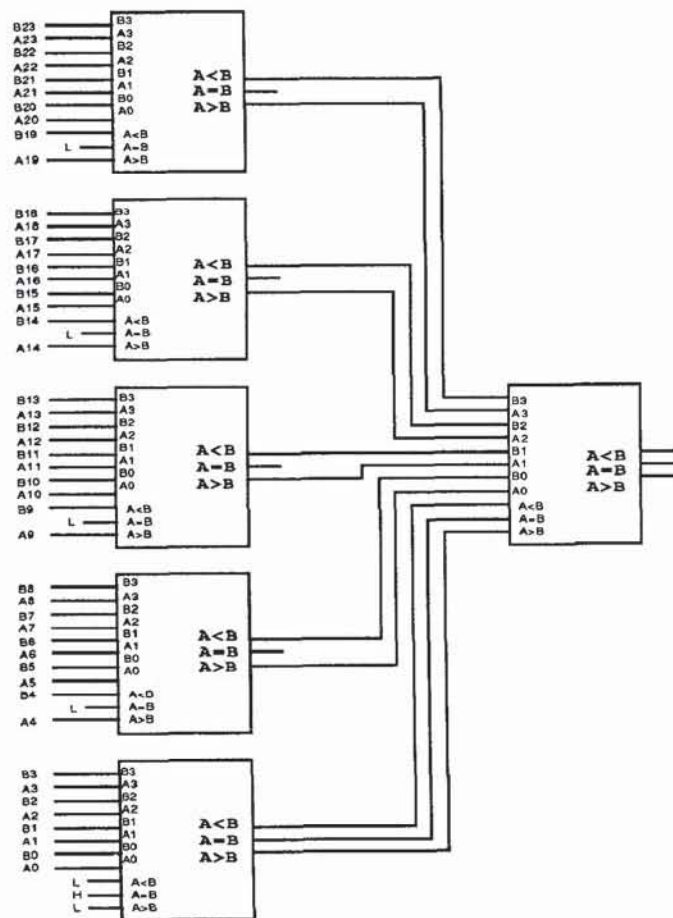 B23 B3
A23 A3
B22 B2
A22 A2
B21 B1 A<B
A21 A1 A=B
B20 B0 A>B
A20 A0
B19 A<B
L A=B
A19 A>B
B18 B3
A18 A3
B17 B2
A17 A2
B16 B1 A<B
A16 A1 A=B
B15 B0 A>B
A15 A0
B14 A<B
L A=B
A14 A>B
B13 B3
A13 A3
B12 B2
A12 A2
B11 B1 A<B
A11 A1 A=B
B10 B0 A>B
A10 A0
B9 A<B
L A=B
A9 A>B
B3
A3
B2
A2
B1 A<B
A1 A=B
B0 A>B
A0
A<B
A=B
A>B
B8 B3
A8 A3
B7 B2
A7 A2
B6 B1 A<B
A6 A1 A=B
B5 B0 A>B
A5 A0
B4 A<B
L A=B
A4 A>B
B3 B3
A3 A3
B2 B2
A2 A2
B1 B1 A<B
A1 A1 A=B
B0 B0 A>B
A0 A0
L A<B
H A=B
L A>B